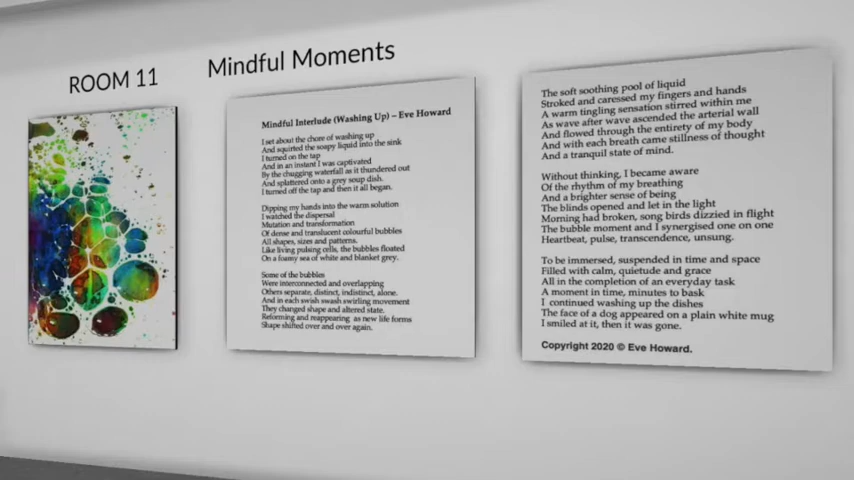 ROOM 11
Mindful Moments
Mindful Interlude (Washing Up) – Eve Howard
I set about the chore of washing up
And squirted the soapy liquid into the sink
I turned on the tap
And in an instant I was captivated
By the chugging waterfall as it thundered out
And splattered onto a grey soup dish.
I turned off the tap and then it all began.
Dipping my hands into the warm solution
I watched the dispersal
Mutation and transformation
Of dense and translucent colourful bubbles
All shapes, sizes and patterns.
Like living pulsing cells, the bubbles floated
On a foamy sea of white and blanket grey.
Some of the bubbles
Were interconnected and overlapping
Others separate, distinct, indistinct, alone.
And in each swish swash swirling movement
They changed shape and altered state.
Reforming and reappearing as new life forms
Shape shifted over and over again.
The soft soothing pool of liquid
Stroked and caressed my fingers and hands
A warm tingling sensation stirred within me
As wave after wave ascended the arterial wall
And flowed through the entirety of my body
And with each breath came stillness of thought
And a tranquil state of mind.
Without thinking, I became aware
Of the rhythm of my breathing
And a brighter sense of being
The blinds opened and let in the light
Morning had broken, song birds dizzied in flight
The bubble moment and I synergised one on one
Heartbeat, pulse, transcendence, unsung.
To be immersed, suspended in time and space
Filled with calm, quietude and grace
All in the completion of an everyday task
A moment in time, minutes to bask
I continued washing up the dishes
The face of a dog appeared on a plain white mug
I smiled at it, then it was gone.
Copyright 2020 © Eve Howard.